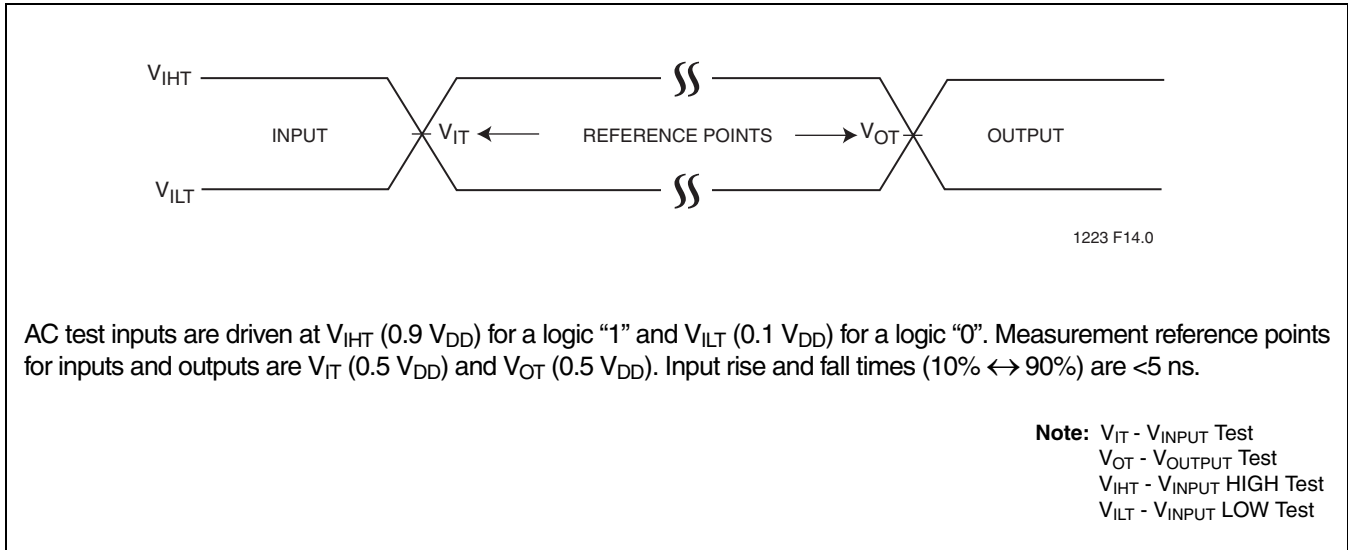 VIHT
INPUT VIT REFERENCE POINTS VOT OUTPUT
VILT
1223 F14.0
AC test inputs are driven at VIHT (0.9 VDD) for a logic “1” and VILT (0.1 VDD) for a logic “0”. Measurement reference points
for inputs and outputs are VIT (0.5 VDD) and VOT (0.5 VDD). Input rise and fall times (10% ↔ 90%) are <5 ns.
Note: VIT - VINPUT Test
VOT - VOUTPUT Test
VIHT - VINPUT HIGH Test
VILT - VINPUT LOW Test